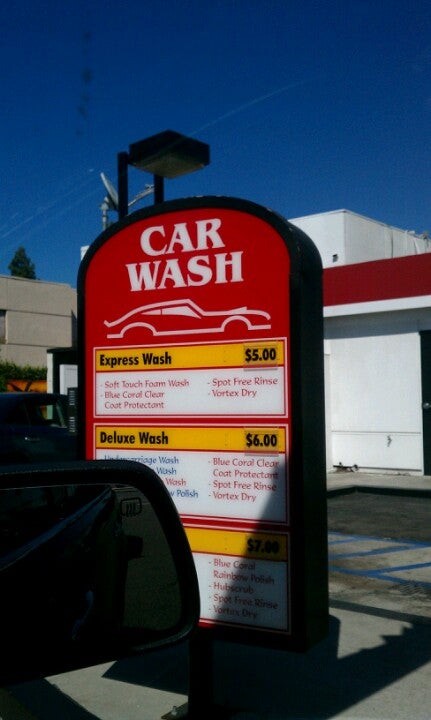 CAR
WASH
Express Wash $5.00
- Soft Touch Foam Wash - Spot Free Rinse
- Blue Coral Clear - Vortex Dry
Coat Protectant
Deluxe Wash $6.00
Undercarriage Wash - Blue Coral Clear
Wash Coat Protectant
Wash - Spot Free Rinse
Polish - Vortex Dry
$7.00
- Blue Coral
Rainbow Polish
- Hubscrub
- Spot Free Rinse
- Vortex Dry